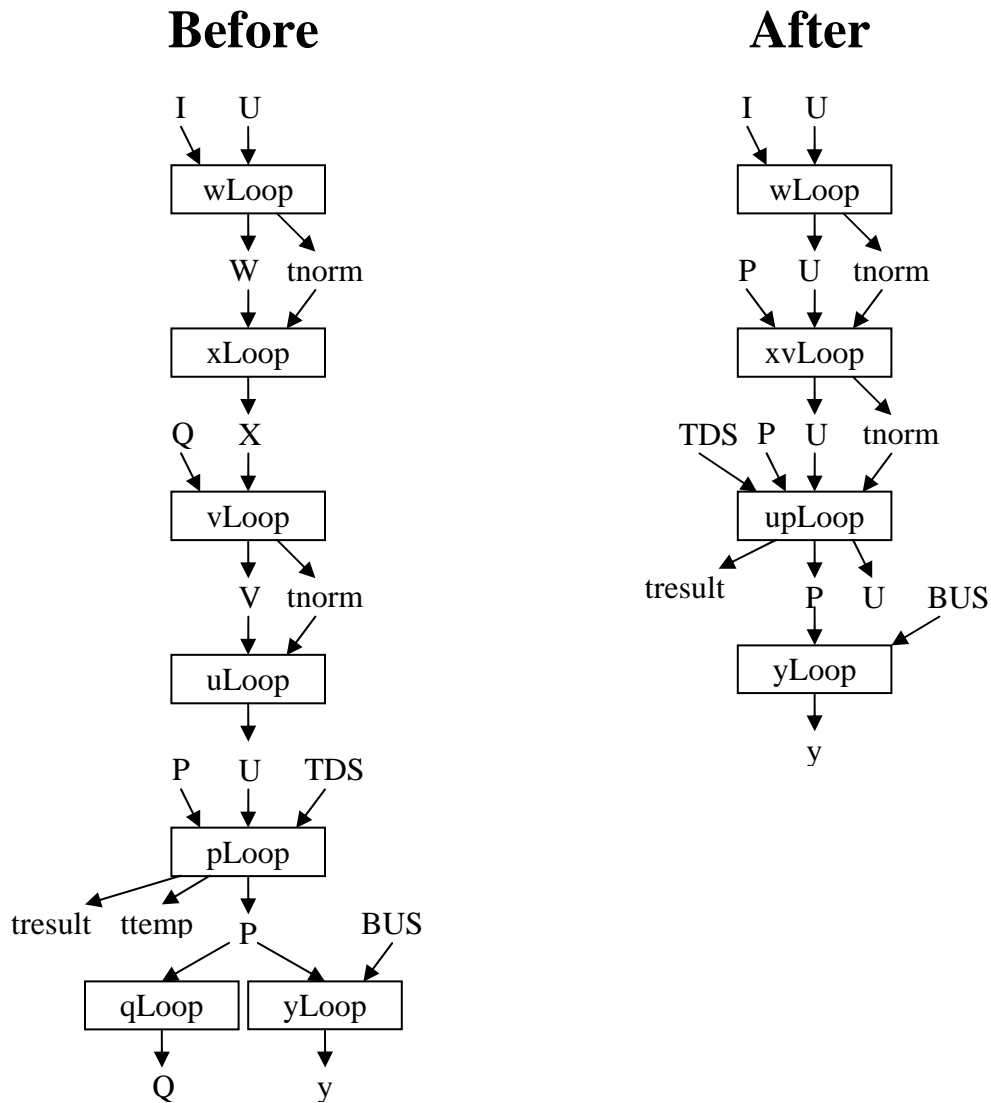 Before
After
I U
wLoop
W tnorm
xLoop
Q X
vLoop
V tnorm
uLoop
P U TDS
pLoop
tresult ttemp P BUS
qLoop yLoop
Q y
I U
wLoop
P U tnorm
xvLoop
TDS P U tnorm
upLoop
tresult P U BUS
yLoop
y